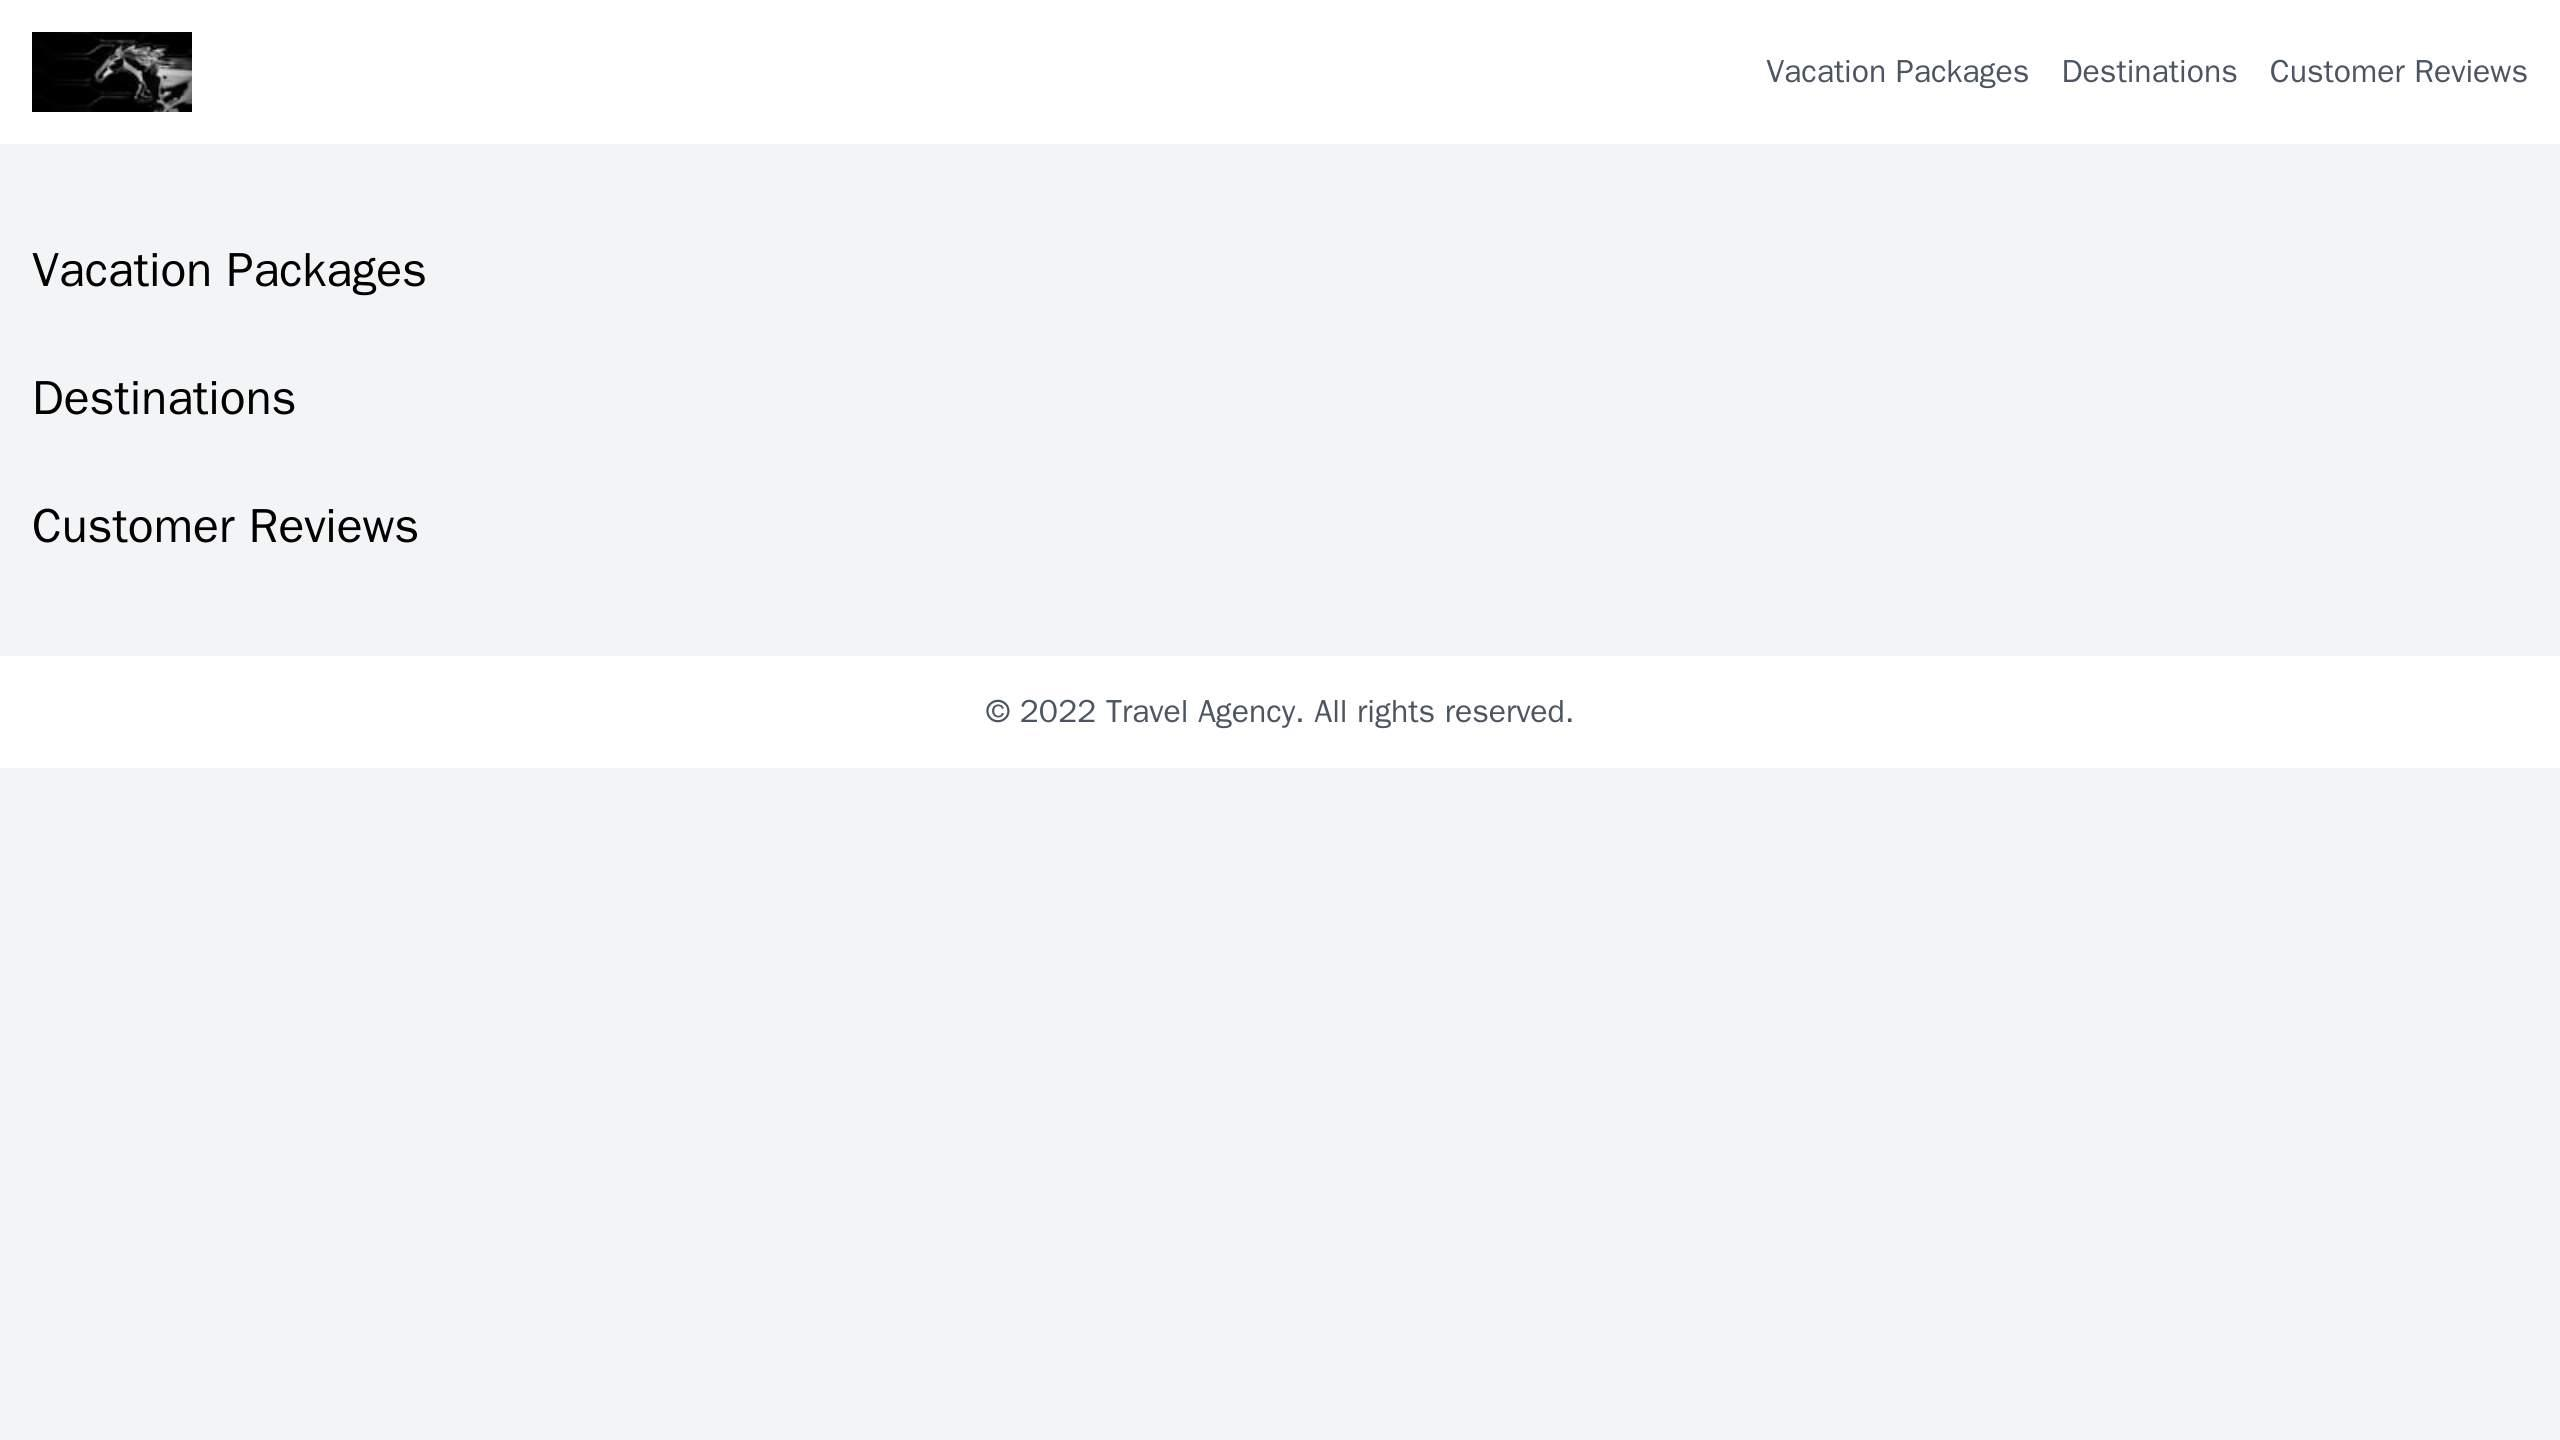 Vacation Packages Destinations Customer Reviews
Vacation Packages
Destinations
Customer Reviews
© 2022 Travel Agency. All rights reserved.